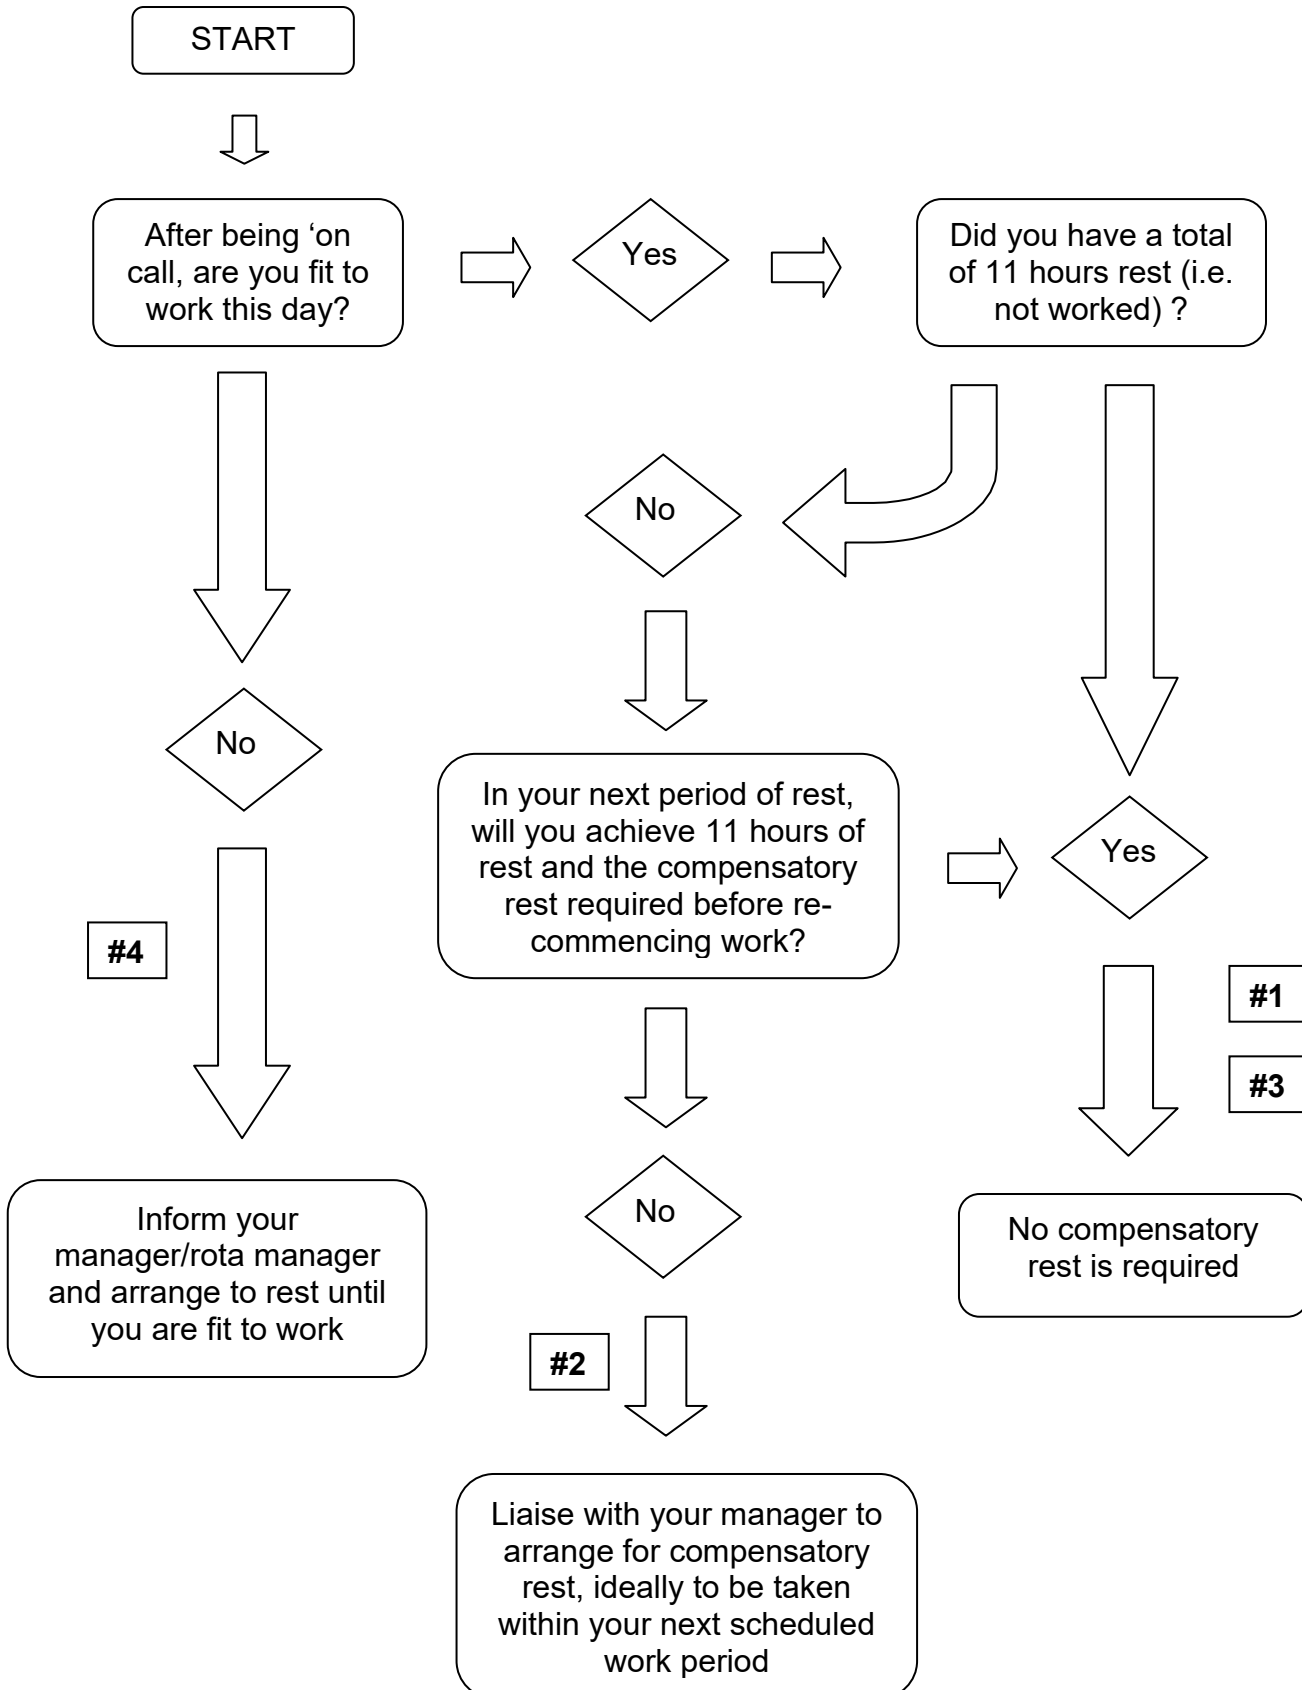 START
After being ‘on
call, are you fit to
work this day?
Yes
Did you have a total
of 11 hours rest (i.e.
not worked) ?
No
No
In your next period of rest,
will you achieve 11 hours of
rest and the compensatory
rest required before re-
commencing work?
Yes
#4
#1
#3
Inform your
manager/rota manager
and arrange to rest until
you are fit to work
No
No compensatory
rest is required
#2
Liaise with your manager to
arrange for compensatory
rest, ideally to be taken
within your next scheduled
work period